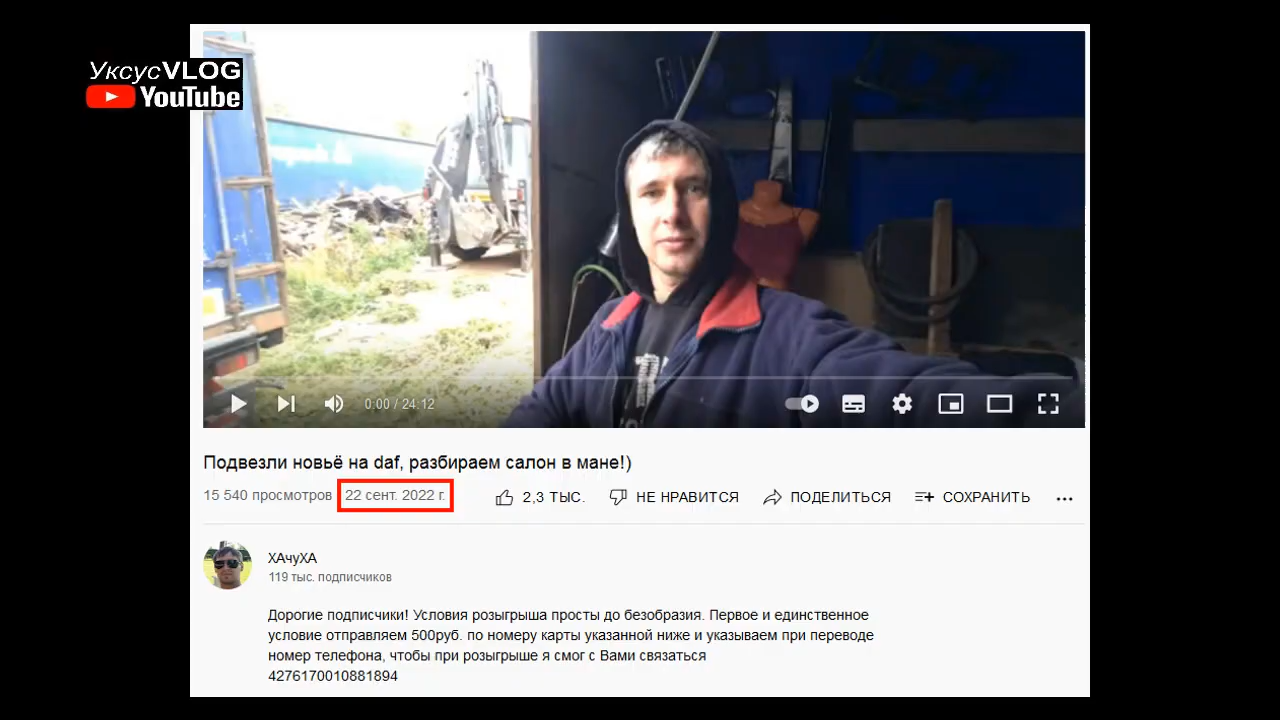 УксусVLOG
YouTube
0:00 / 24:12
Подвезли новьё на daf, разбираем салон в мане!)
15 540 просмотров 22 сент. 2022 г. 2,3 ТЫС. НЕ НРАВИТСЯ ПОДЕЛИТЬСЯ СОХРАНИТЬ
ХАчуХА
119 тыс. подписчиков
Дорогие подписчики! Условия розыгрыша просты до безобразия. Первое и единственное
условие отправляем 500руб. по номеру карты указанной ниже и указываем при переводе
номер телефона, чтобы при розыгрыше я смог с Вами связаться
4276170010881894